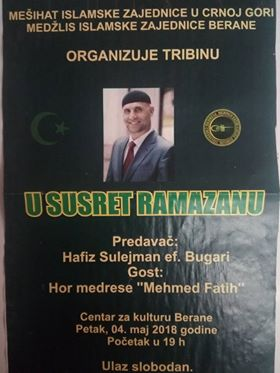 MEŠIHAT ISLAMSKE ZAJEDNICE U CRNOJ GORI
MEDŽLIS ISLAMSKE ZAJEDNICE BERANE
ORGANIZUJE TRIBINU
U SUSRET RAMAZANU
Predavač:
Hafiz Sulejman ef. Bugari
Gost:
Hor medrese "Mehmed Fatih"
Centar za kulturu Berane
Petak, 04. maj 2018 godine
Početak u 19 h
Ulaz slobodan.